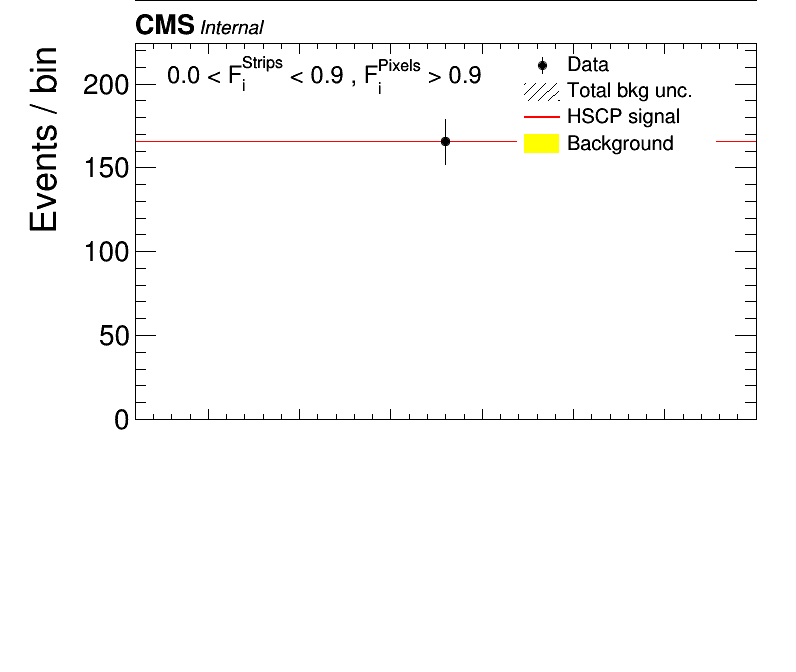 CMS Internal
Events / bin
0.0 < F_i^Strips < 0.9 , F_i^Pixels > 0.9
Data
Total bkg unc.
HSCP signal
Background
200
150
100
50
0